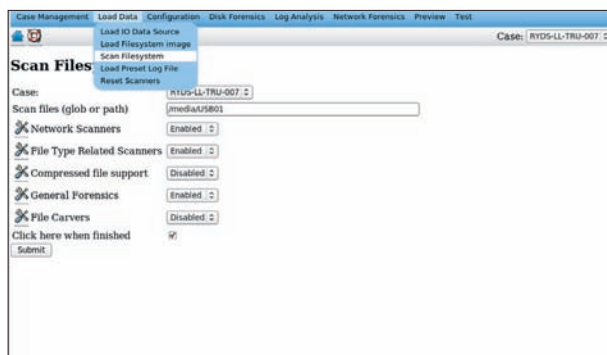 Case Management Load Data Configuration Disk Forensics Log Analysis Network Forensics Preview Test
Load IO Data Source
Load Filesystem image
Scan Filesystem
Load Preset Log File
Reset Scanners
Case: RYDS-LL-TRU-007
Scan Files
Case: RYDS-LL-TRU-007
Scan files (glob or path) /media/USB01
Network Scanners Enabled
File Type Related Scanners Enabled
Compressed file support Disabled
General Forensics Enabled
File Carvers Disabled
Click here when finished
Submit